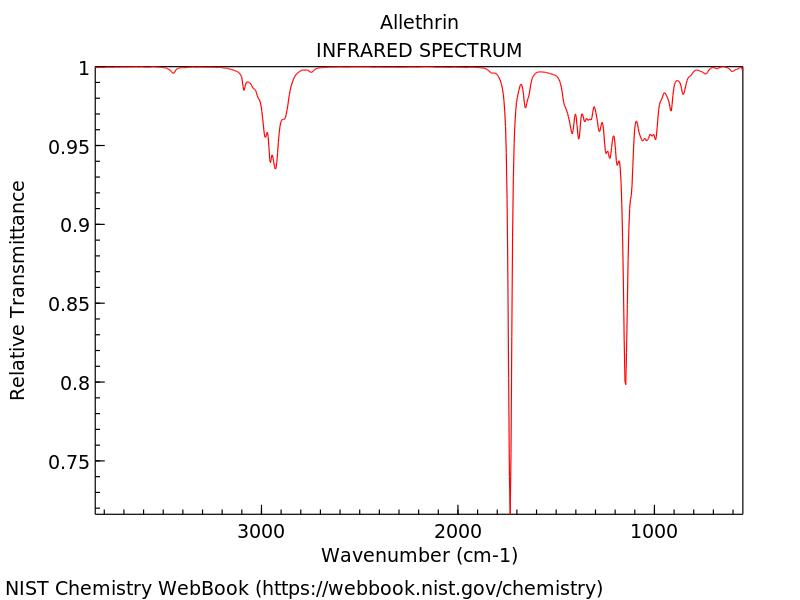 Allethrin
INFRARED SPECTRUM
1
0.95
0.9
0.85
0.8
0.75
Relative Transmittance
3000 2000 1000
Wavenumber (cm-1)
NIST Chemistry WebBook (https://webbook.nist.gov/chemistry)